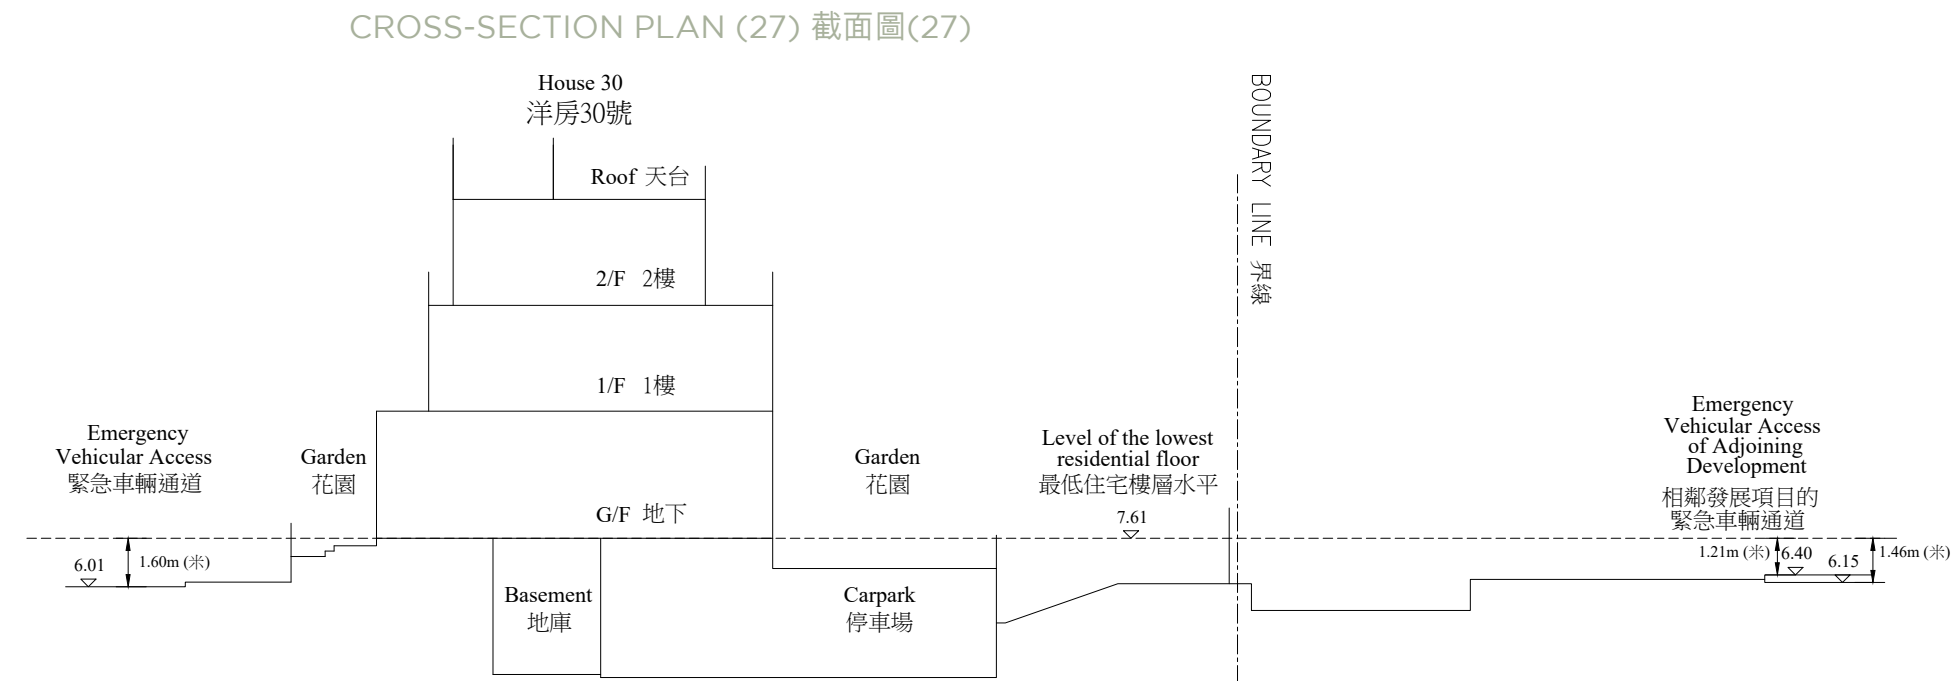 CROSS-SECTION PLAN (27) 截面圖(27)
House 30
洋房30號
Roof 天台
2/F 2樓
1/F 1樓
G/F 地下
Basement
地庫
Carpark
停車場
Emergency
Vehicular Access
緊急車輛通道
6.01
1.60m (米)
Garden
花園
Garden
花園
Level of the lowest
residential floor
最低住宅樓層水平
7.61
BOUNDARY LINE 界線
Emergency
Vehicular Access
of Adjoining
Development
相鄰發展項目的
緊急車輛通道
1.21m (米)
6.40
6.15
1.46m (米)